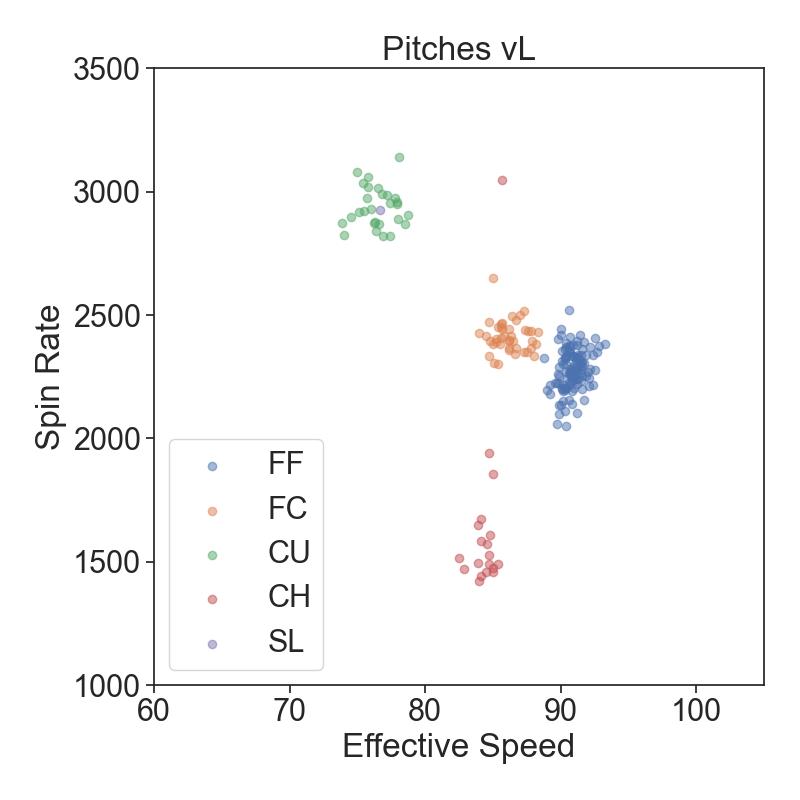 Pitches vL
3500
3000
2500
2000
1500
1000
Spin Rate
FF
FC
CU
CH
SL
60 70 80 90 100
Effective Speed